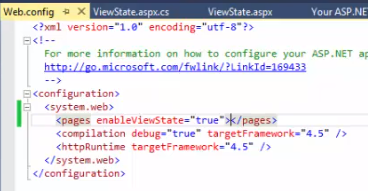 Web.config ViewState.aspx.cs ViewState.aspx Your ASP.NET
<?xml version="1.0" encoding="utf-8"?>
<!--
For more information on how to configure your ASP.NET ap
http://go.microsoft.com/fwlink/?LinkId=169433
-->
<configuration>
<system.web>
<pages enableViewState="true"></pages>
<compilation debug="true" targetFramework="4.5" />
<httpRuntime targetFramework="4.5" />
</system.web>
</configuration>